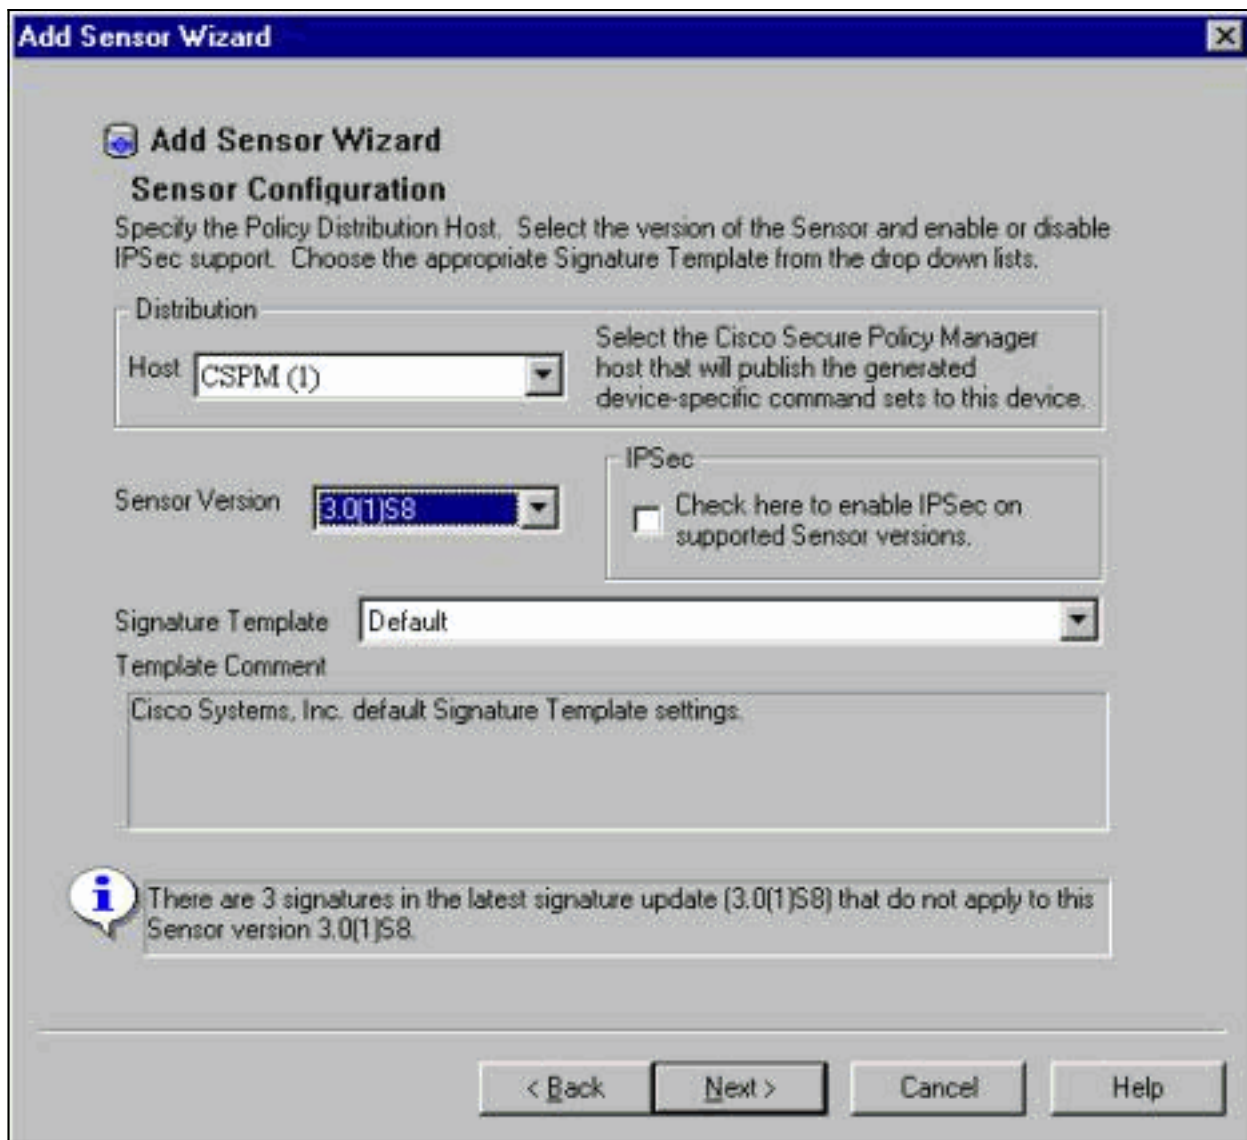 Add Sensor Wizard
Add Sensor Wizard
Sensor Configuration
Specify the Policy Distribution Host. Select the version of the Sensor and enable or disable
IPSec support. Choose the appropriate Signature Template from the drop down lists.
Distribution
Host CSPM (1)
Select the Cisco Secure Policy Manager
host that will publish the generated
device-specific command sets to this device.
Sensor Version 3.0(1)S8
IPSec
Check here to enable IPSec on
supported Sensor versions.
Signature Template Default
Template Comment
Cisco Systems, Inc. default Signature Template settings.
There are 3 signatures in the latest signature update (3.0(1)S8) that do not apply to this
Sensor version 3.0(1)S8.
< Back Next > Cancel Help